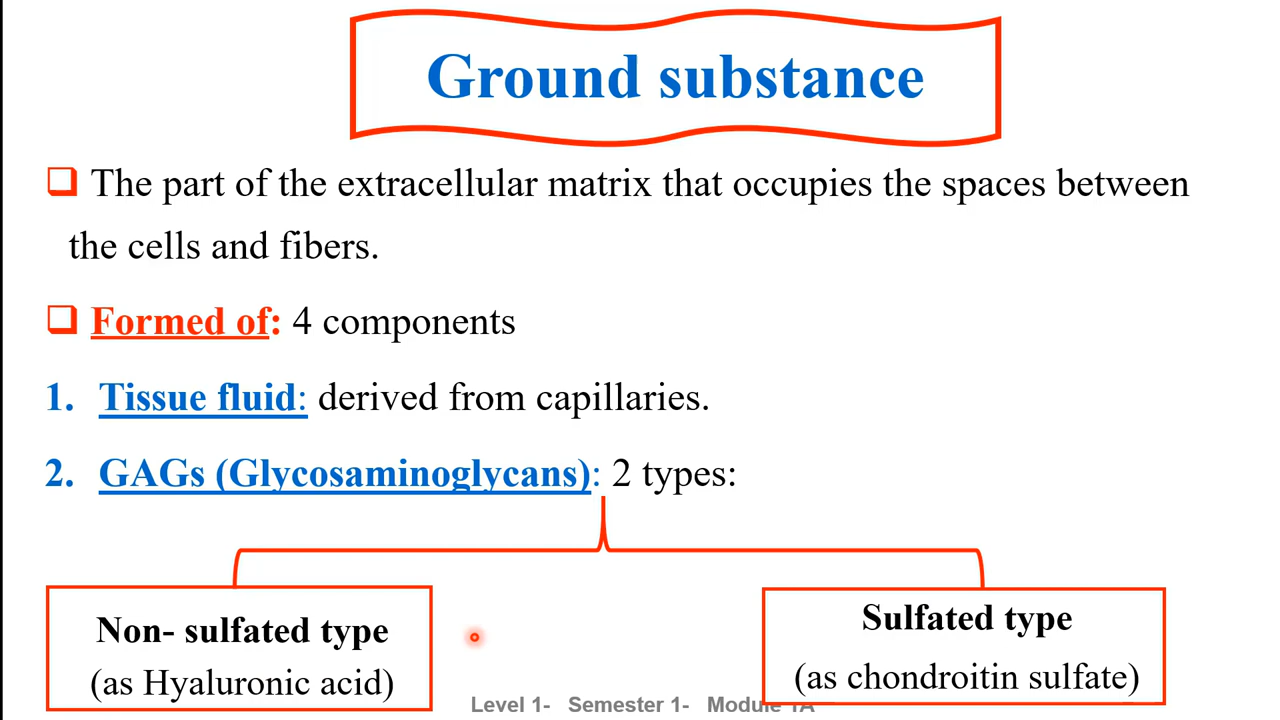 Ground substance
The part of the extracellular matrix that occupies the spaces between
the cells and fibers.
Formed of: 4 components
1. Tissue fluid: derived from capillaries.
2. GAGs (Glycosaminoglycans): 2 types:
Non- sulfated type
(as Hyaluronic acid)
Sulfated type
(as chondroitin sulfate)
Level 1- Semester 1- Module 1A